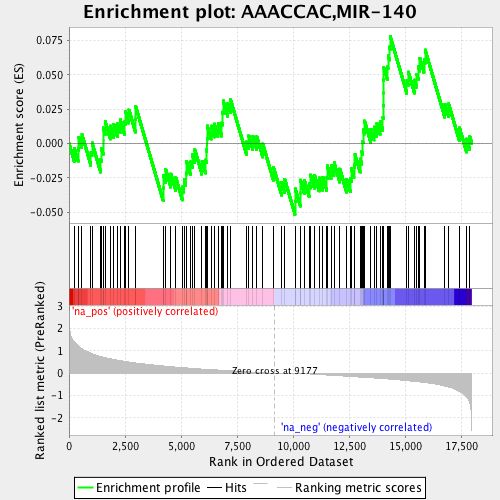 Enrichment plot: AAACCAC,MIR-140
Enrichment score (ES)
0.075
0.050
0.025
0.000
-0.025
-0.050
'na_pos' (positively correlated)
Ranked list metric (PreRanked)
3
2
1
0
-1
-2
Zero cross at 9177
'na_neg' (negatively correlated)
0
2,500
5,000
7,500
10,000
12,500
15,000
17,500
Rank in Ordered Dataset
Enrichment profile
Hits
Ranking metric scores